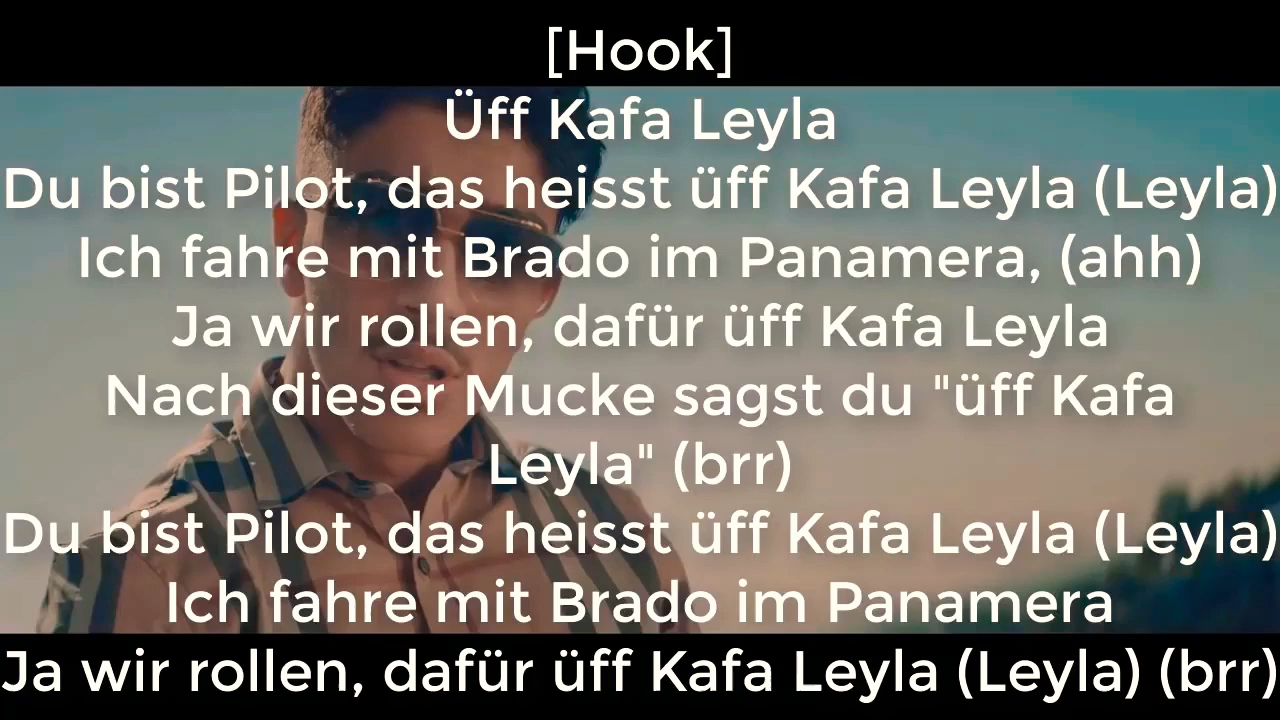 [Hook]
Üff Kafa Leyla
Du bist Pilot, das heisst üff Kafa Leyla (Leyla)
Ich fahre mit Brado im Panamera, (ahh)
Ja wir rollen, dafür üff Kafa Leyla
Nach dieser Mucke sagst du "üff Kafa
Leyla" (brr)
Du bist Pilot, das heisst üff Kafa Leyla (Leyla)
Ich fahre mit Brado im Panamera
Ja wir rollen, dafür üff Kafa Leyla (Leyla) (brr)